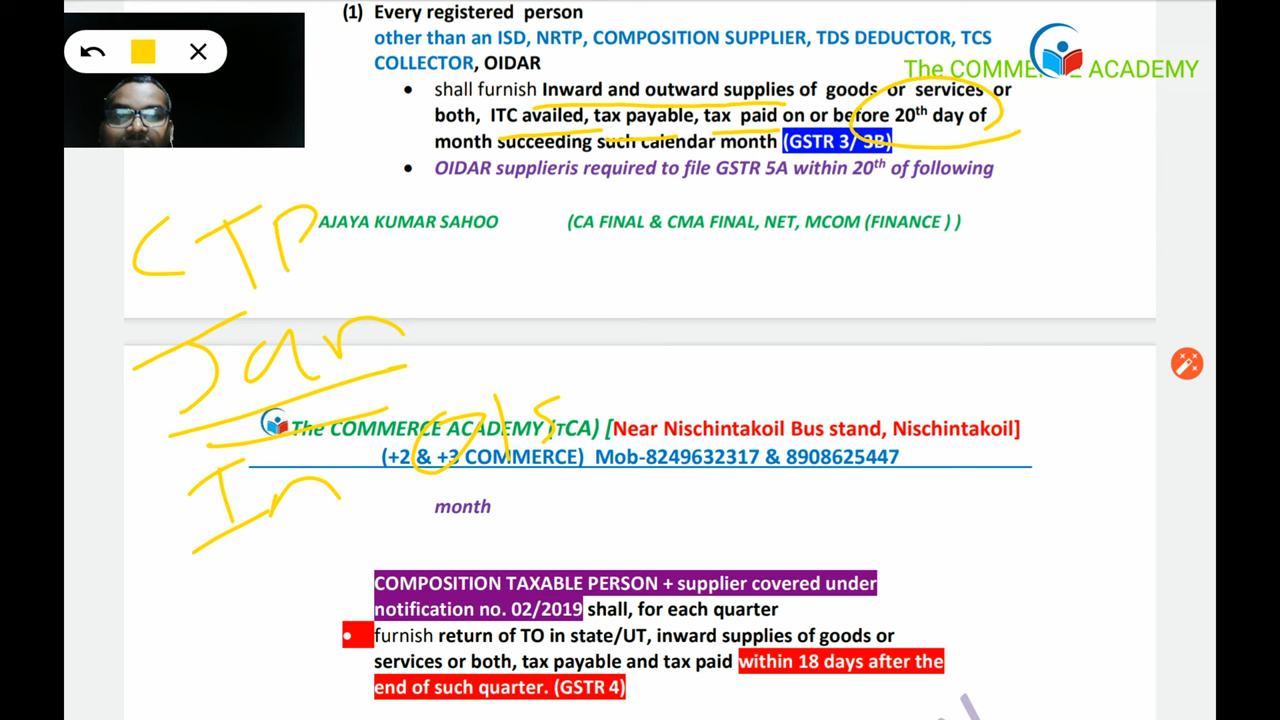 (1) Every registered person
other than an ISD, NRTP, COMPOSITION SUPPLIER, TDS DEDUCTOR, TCS
COLLECTOR, OIDAR
The COMMERCE ACADEMY
• shall furnish Inward and outward supplies of goods or services or
both, ITC availed, tax payable, tax paid on or before 20th day of
month succeeding such calendar month (GSTR 3/ 3B)
• OIDAR supplieris required to file GSTR 5A within 20th of following
CTP
AJAYA KUMAR SAHOO (CA FINAL & CMA FINAL, NET, MCOM (FINANCE ) )
Jan
The COMMERCE ACADEMY (TCA) [Near Nischintakoil Bus stand, Nischintakoil]
(+2 & +3 COMMERCE) Mob-8249632317 & 8908625447
In o/s
month
COMPOSITION TAXABLE PERSON + supplier covered under
notification no. 02/2019 shall, for each quarter
• furnish return of TO in state/UT, inward supplies of goods or
services or both, tax payable and tax paid within 18 days after the
end of such quarter. (GSTR 4)